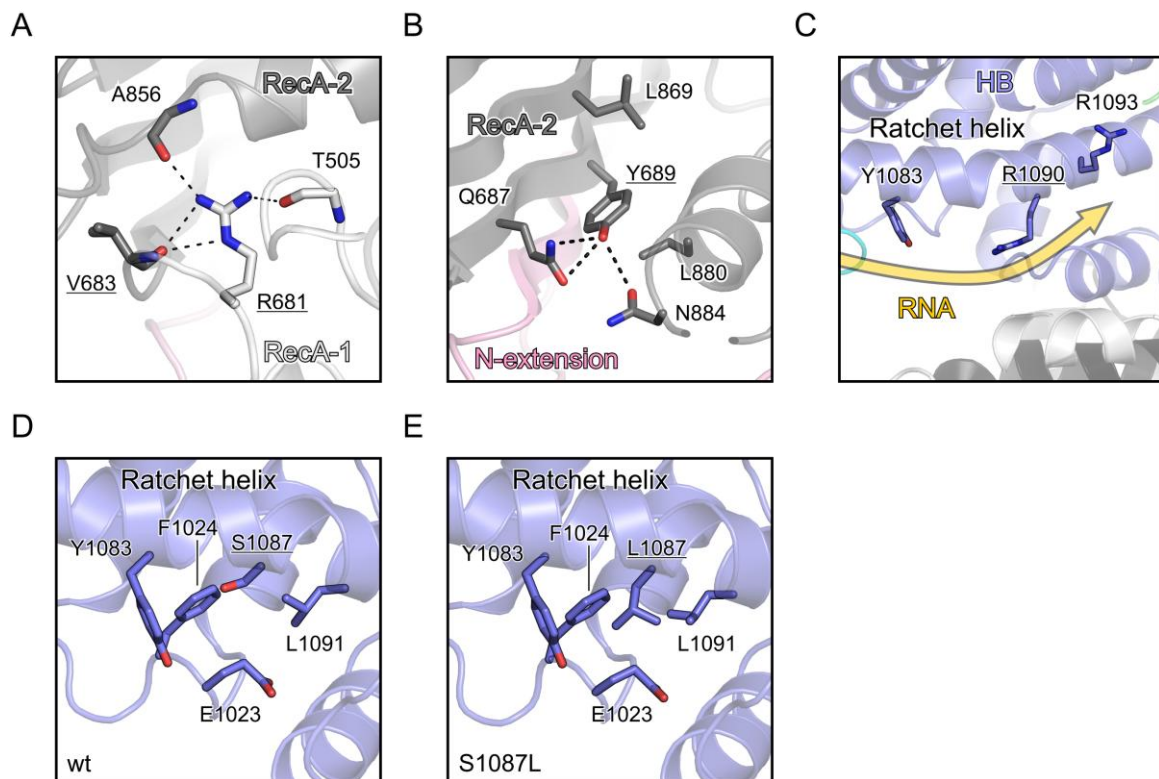 A
A856
RecA-2
T505
V683
R681
RecA-1
B
L869
RecA-2
Y689
Q687
L880
N884
N-extension
C
HB
R1093
Ratchet helix
Y1083
R1090
RNA
D
Ratchet helix
F1024
S1087
Y1083
L1091
E1023
wt
E
Ratchet helix
F1024
L1087
Y1083
L1091
E1023
S1087L